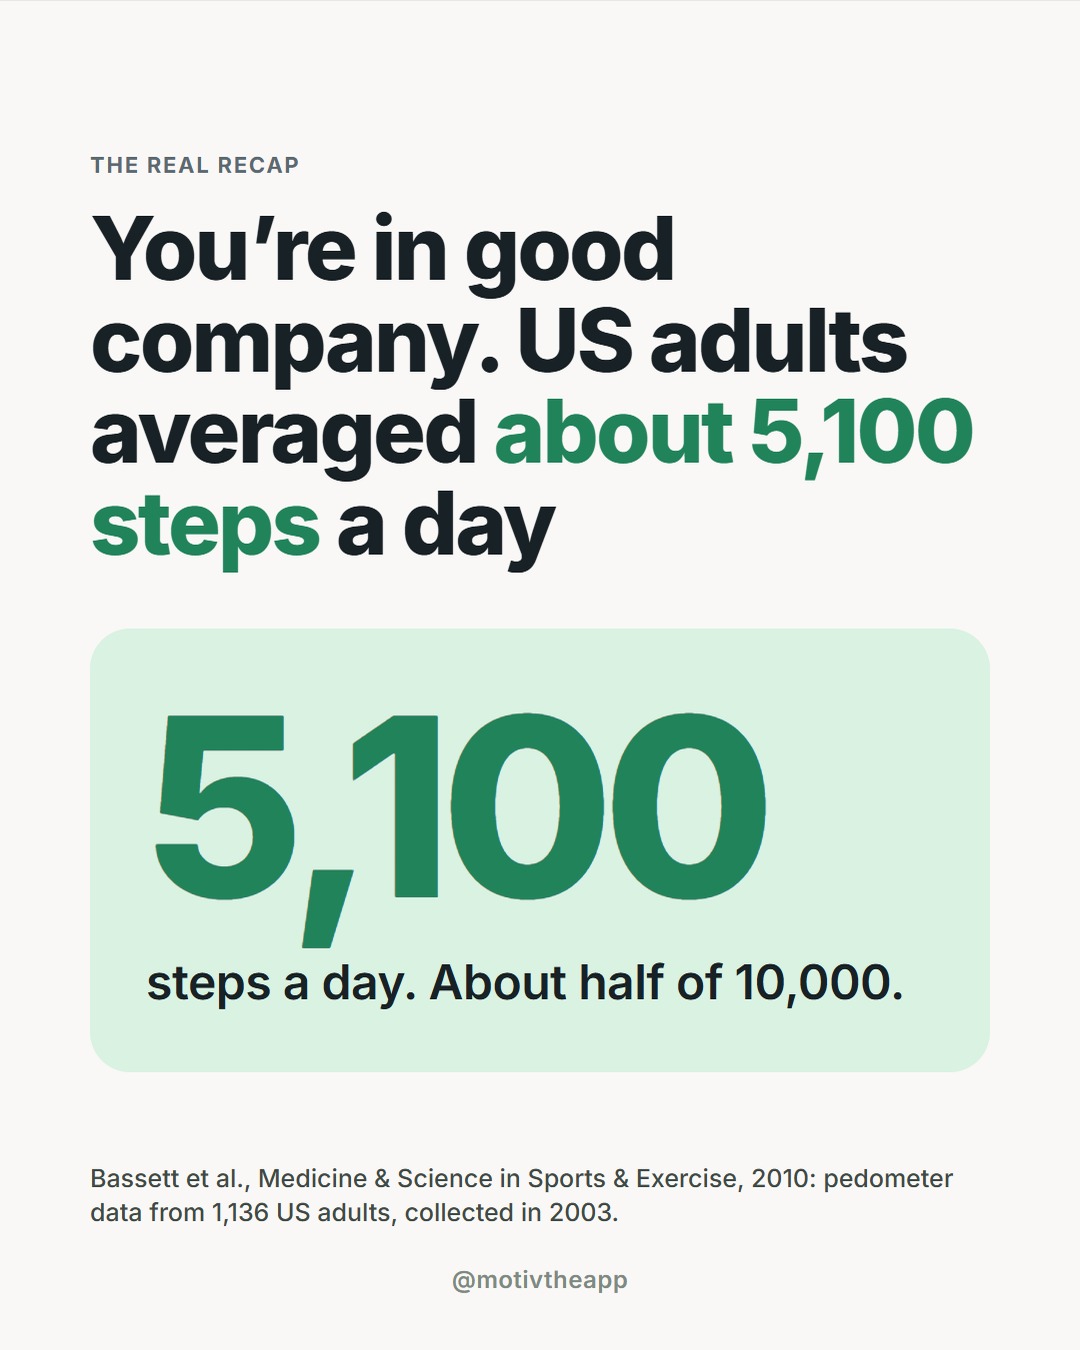 THE REAL RECAP
You’re in good
company. US adults
averaged about 5,100
steps a day
5,100
steps a day. About half of 10,000.
Bassett et al., Medicine & Science in Sports & Exercise, 2010: pedometer
data from 1,136 US adults, collected in 2003.
@motivtheapp